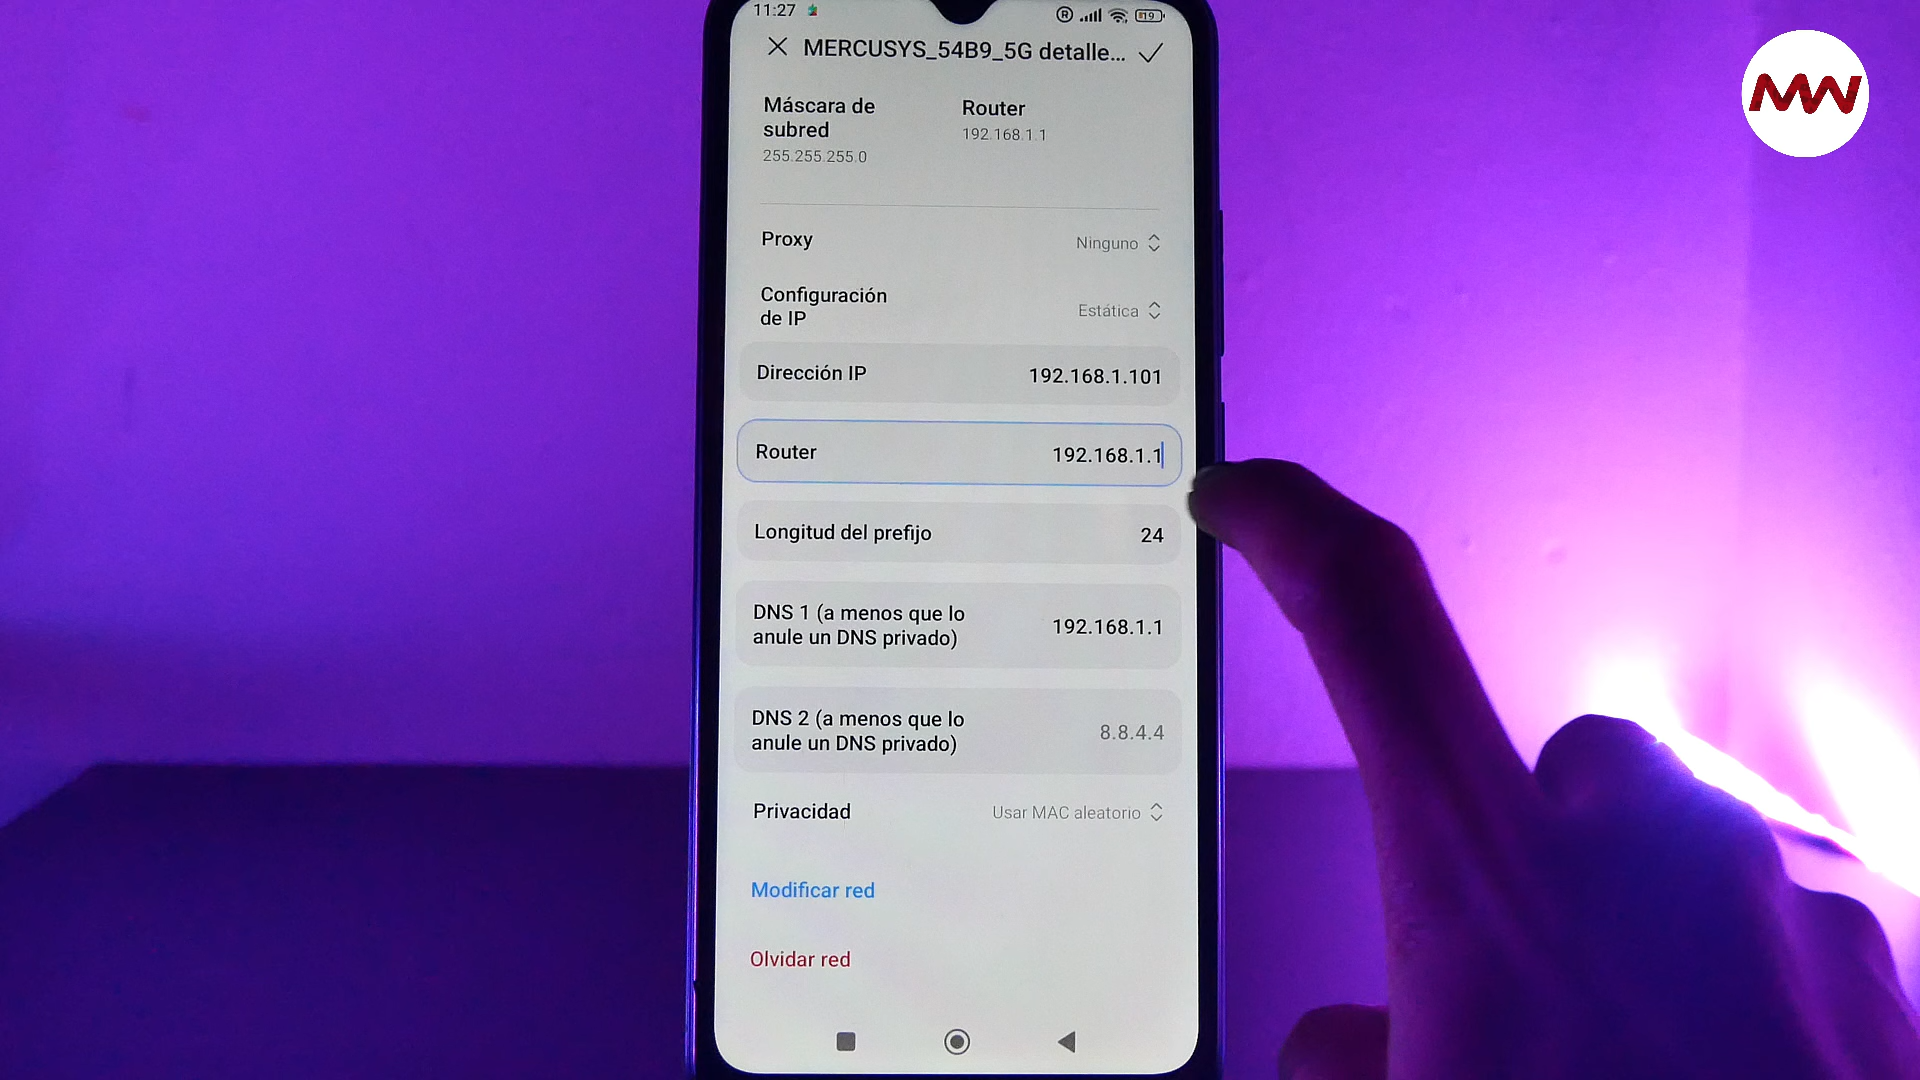 11:27
R
19
MERCUSYS_54B9_5G detalle...
Máscara de
subred
255.255.255.0
Router
192.168.1.1
Proxy
Ninguno
Configuración
de IP
Estática
Dirección IP
192.168.1.101
Router
192.168.1.1
Longitud del prefijo
24
DNS 1 (a menos que lo
anule un DNS privado)
192.168.1.1
DNS 2 (a menos que lo
anule un DNS privado)
8.8.4.4
Privacidad
Usar MAC aleatorio
Modificar red
Olvidar red
MW